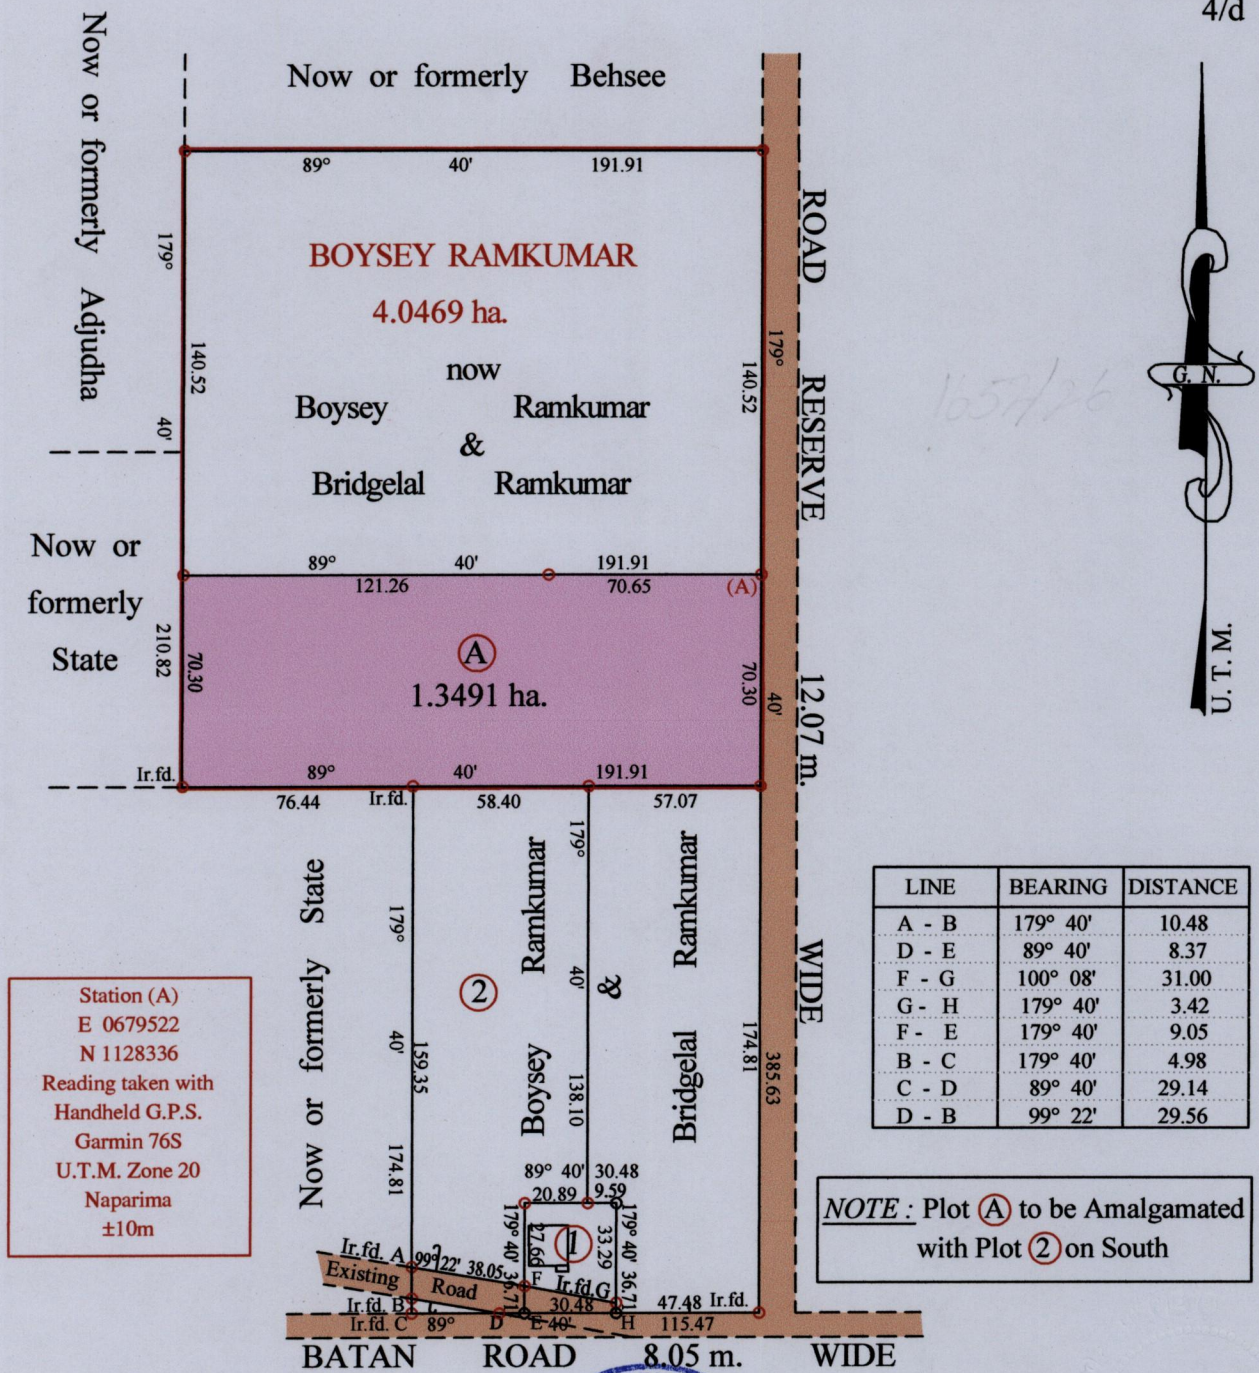 4/d
Now or formerly Adjudha
Now or formerly Behsee
89° 40' 191.91
179° 40'
140.52
BOYSEY RAMKUMAR
4.0469 ha.
now
Boysey Ramkumar
&
Bridgelal Ramkumar
179° 40'
140.52
ROAD RESERVE 12.07 m. WIDE
G. N.
U. T. M.
Now or
formerly
State
210.82
89° 40' 191.91
121.26 70.65 (A)
A
1.3491 ha.
70.30
70.30
Ir.fd. 89° 40' 191.91
76.44 Ir.fd. 58.40 57.07
Now or formerly State
179° 40'
159.35
174.81
2
Boysey Ramkumar
179° 40'
138.10
&
Bridgelal Ramkumar
174.81
385.63
LINE BEARING DISTANCE
A - B 179° 40' 10.48
D - E 89° 40' 8.37
F - G 100° 08' 31.00
G - H 179° 40' 3.42
F - E 179° 40' 9.05
B - C 179° 40' 4.98
C - D 89° 40' 29.14
D - B 99° 22' 29.56
Station (A)
E 0679522
N 1128336
Reading taken with
Handheld G.P.S.
Garmin 76S
U.T.M. Zone 20
Naparima
±10m
NOTE : Plot A to be Amalgamated
with Plot 2 on South
89° 40' 30.48
20.89 9.59
179° 40' 36.71
27.66
1
33.29
179° 40' 36.71
Ir.fd. A 99° 22' 38.05 F Ir.fd. G
Existing Road
Ir.fd. B 30.48 47.48 Ir.fd.
Ir.fd. C 89° D E 40' H 115.47
BATAN ROAD 8.05 m. WIDE